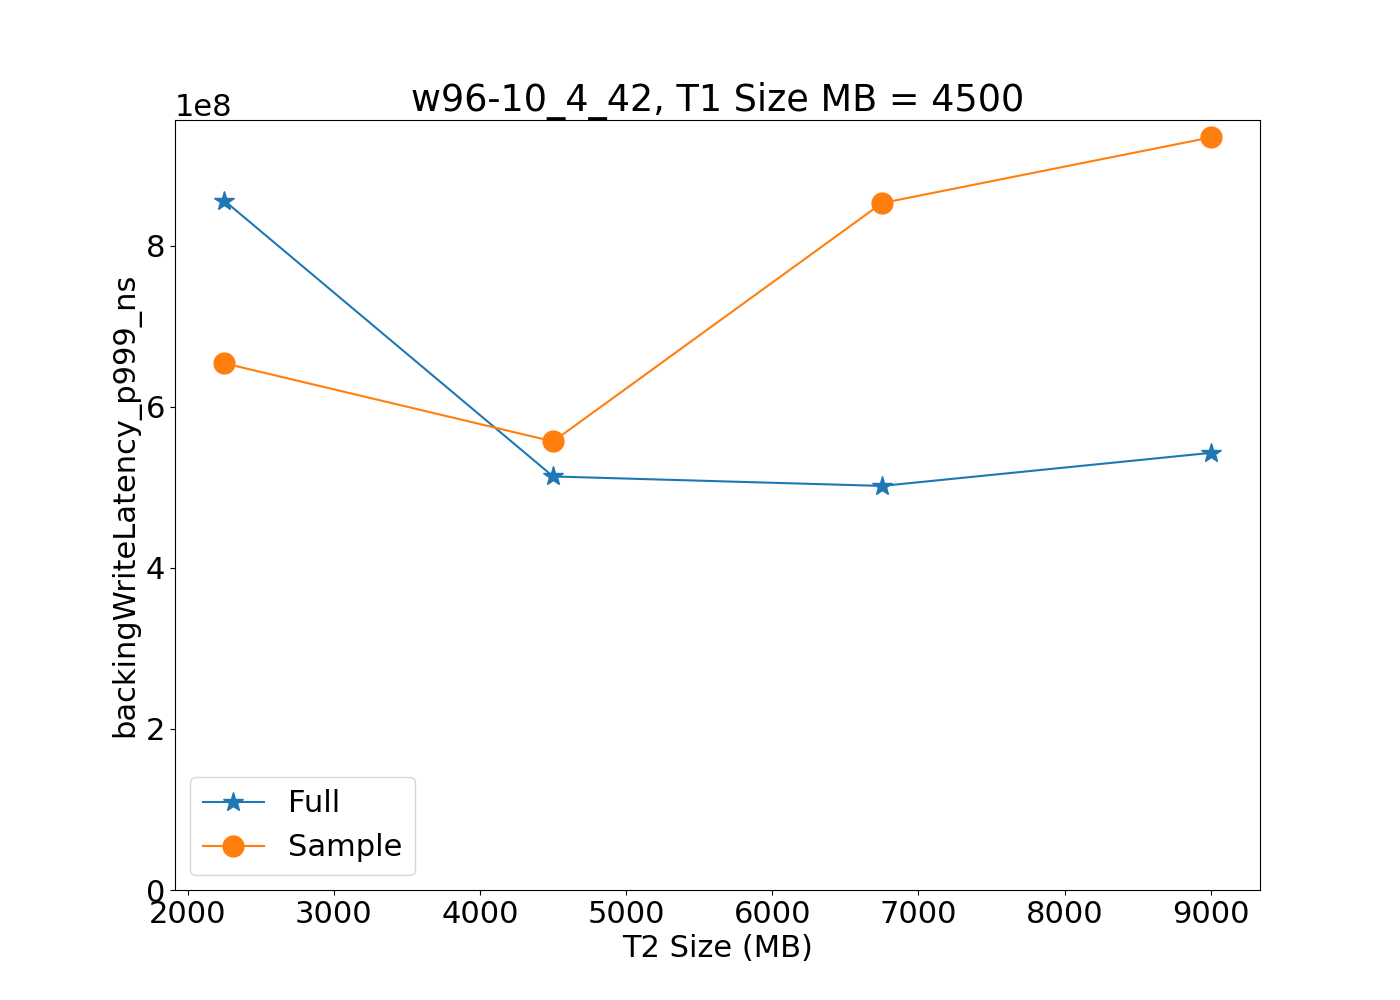 w96-10_4_42, T1 Size MB = 4500
1e8
8
6
4
2
0
backingWriteLatency_p999_ns
Full
Sample
2000 3000 4000 5000 6000 7000 8000 9000
T2 Size (MB)